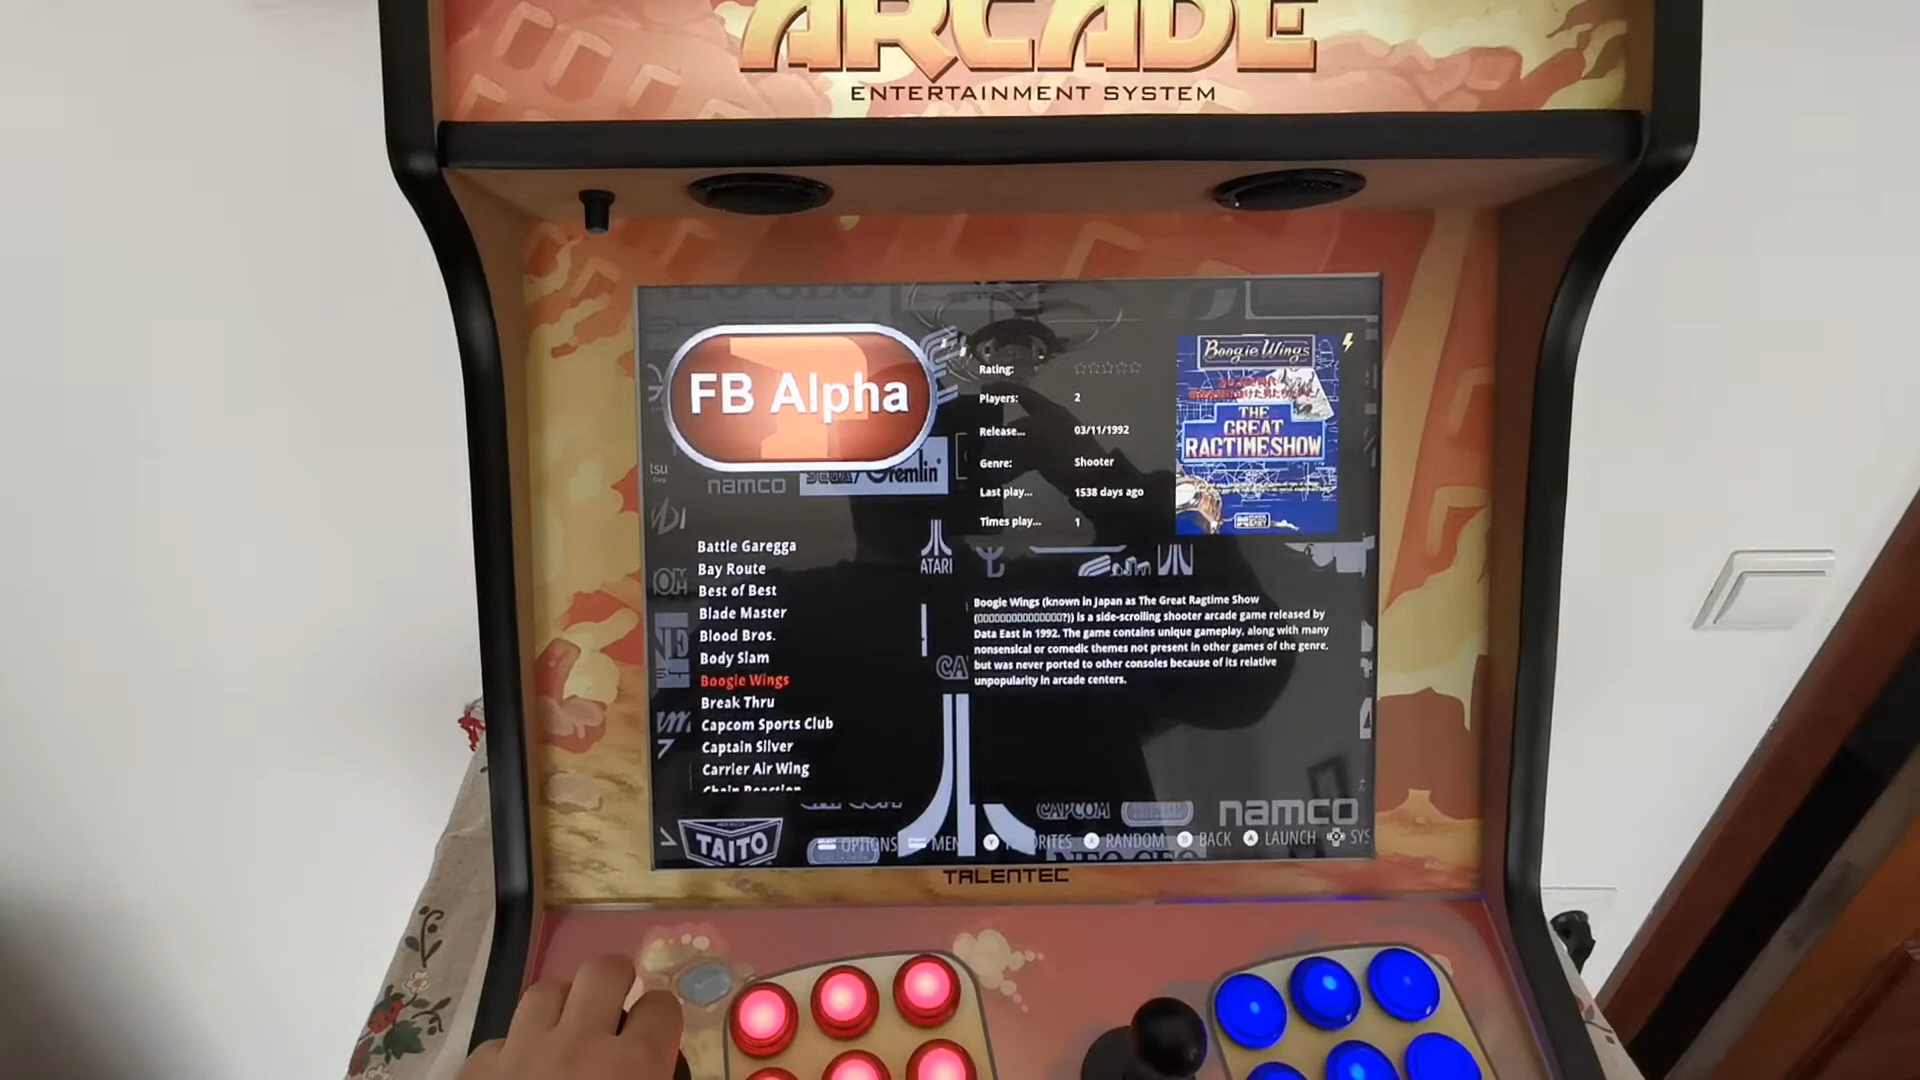 ARCADE
ENTERTAINMENT SYSTEM
FB Alpha
Rating:
Players: 2
Release... 03/11/1992
Genre: Shooter
Last play... 1538 days ago
Times play... 1
Boogie Wings
THE
GREAT
RAGTIMESHOW
namco
Gremlin
ATARI
Battle Garegga
Bay Route
Best of Best
Blade Master
Blood Bros.
Body Slam
Boogie Wings
Break Thru
Capcom Sports Club
Captain Silver
Carrier Air Wing
Chain Reaction
Boogie Wings (known in Japan as The Great Ragtime Show
(▯▯▯▯▯▯▯▯▯▯▯▯▯▯▯▯?)) is a side-scrolling shooter arcade game released by
Data East in 1992. The game contains unique gameplay, along with many
nonsensical or comedic themes not present in other games of the genre,
but was never ported to other consoles because of its relative
unpopularity in arcade centers.
CAPCOM
namco
TAITO
OPTIONS MEN RITES X RANDOM B BACK A LAUNCH SYS
TALENTEC